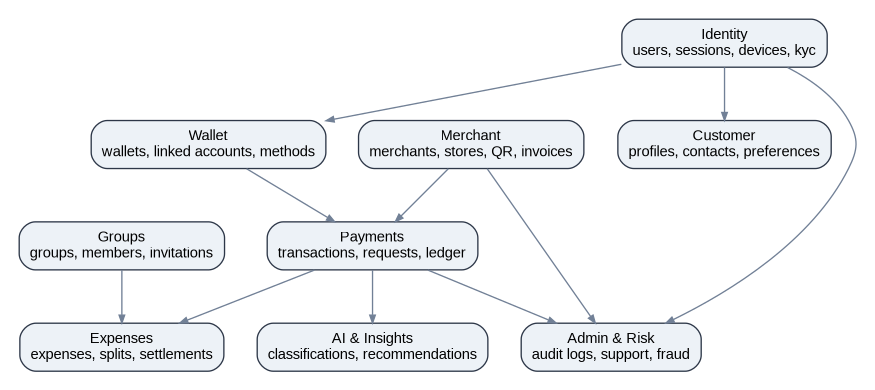 Identity
users, sessions, devices, kyc
Wallet
wallets, linked accounts, methods
Merchant
merchants, stores, QR, invoices
Customer
profiles, contacts, preferences
Groups
groups, members, invitations
Payments
transactions, requests, ledger
Expenses
expenses, splits, settlements
AI & Insights
classifications, recommendations
Admin & Risk
audit logs, support, fraud